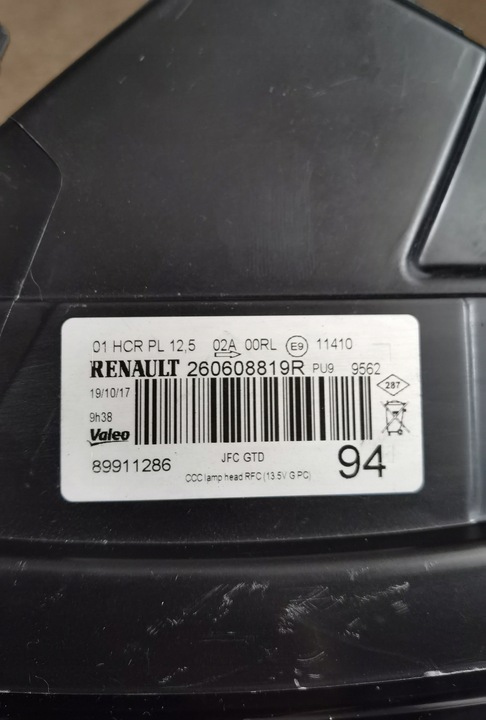 01 HCR PL 12,5 02A 00RL E9 11410
RENAULT 260608819R PU9 9562
19/10/17
287
9h38
Valeo
89911286 JFC GTD 94
CCC lamp head RFC (13.5V G PC)